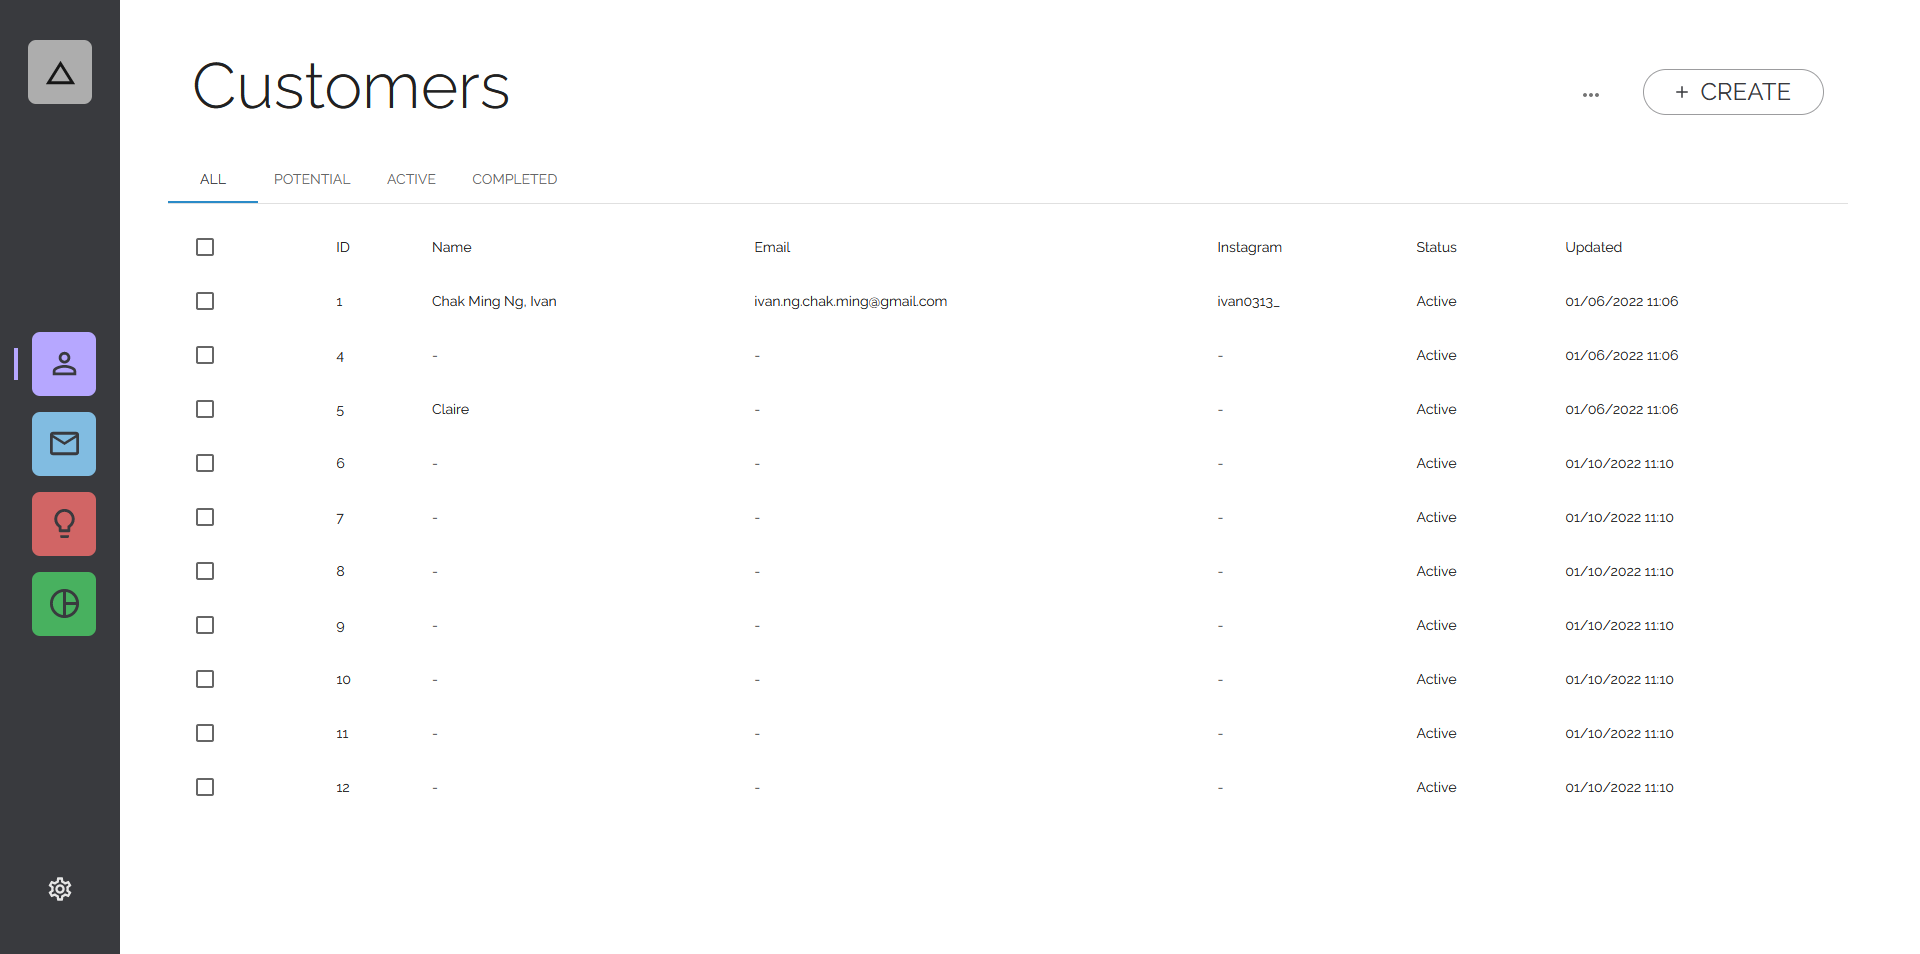 Customers
... + CREATE
ALL POTENTIAL ACTIVE COMPLETED
ID Name Email Instagram Status Updated
1 Chak Ming Ng, Ivan ivan.ng.chak.ming@gmail.com ivan0313_ Active 01/06/2022 11:06
4 - - - Active 01/06/2022 11:06
5 Claire - - Active 01/06/2022 11:06
6 - - - Active 01/10/2022 11:10
7 - - - Active 01/10/2022 11:10
8 - - - Active 01/10/2022 11:10
9 - - - Active 01/10/2022 11:10
10 - - - Active 01/10/2022 11:10
11 - - - Active 01/10/2022 11:10
12 - - - Active 01/10/2022 11:10